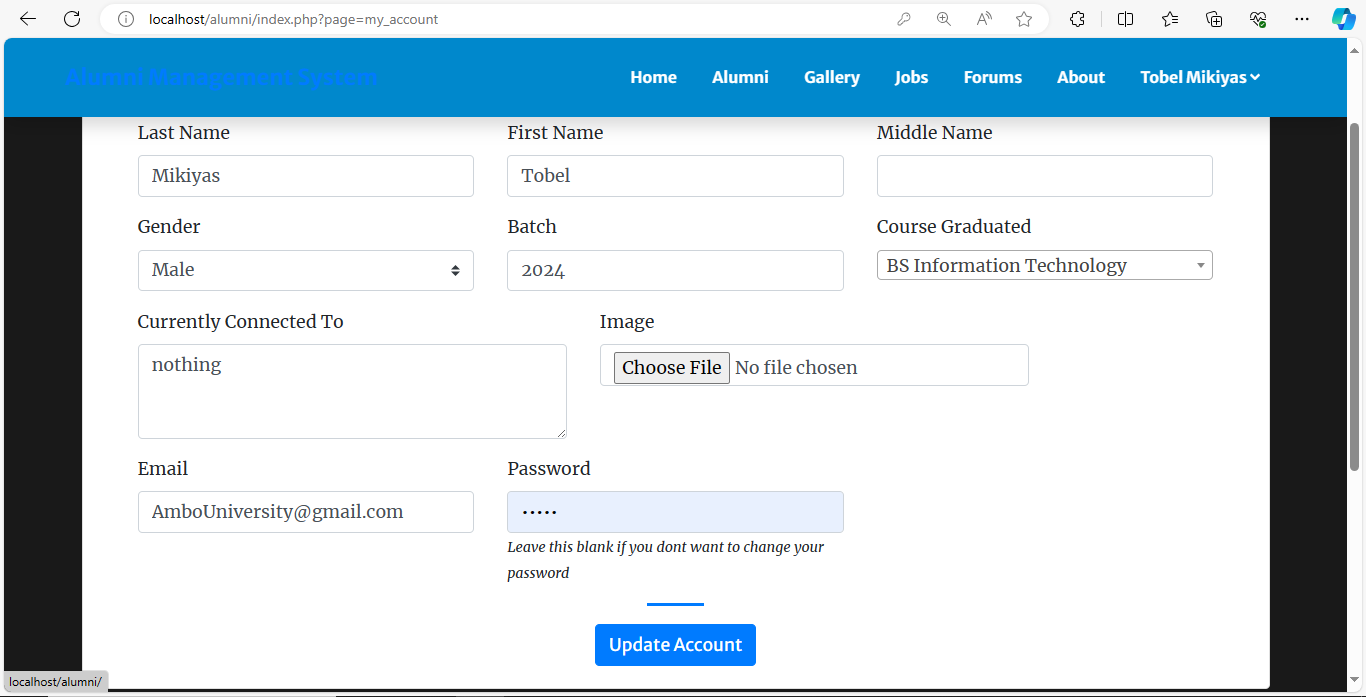 localhost/alumni/index.php?page=my_account
Alumni Management System
Home Alumni Gallery Jobs Forums About Tobel Mikiyas
Last Name First Name Middle Name
Mikiyas Tobel
Gender Batch Course Graduated
Male 2024 BS Information Technology
Currently Connected To Image
nothing Choose File No file chosen
Email Password
AmboUniversity@gmail.com •••••
Leave this blank if you dont want to change your
password
Update Account
localhost/alumni/